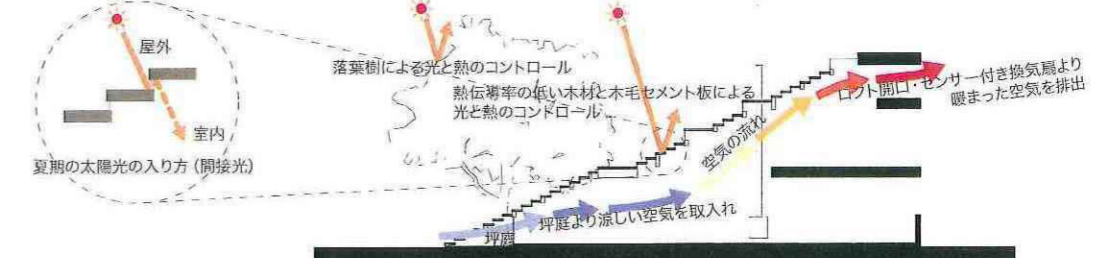 屋外
室内
夏期の太陽光の入り方（間接光）
落葉樹による光と熱のコントロール
熱伝導率の低い木材と木毛セメント板による
光と熱のコントロール
空気の流れ
ロフト開口・センサー付き換気扇より
暖まった空気を排出
坪庭より涼しい空気を取入れ
坪庭